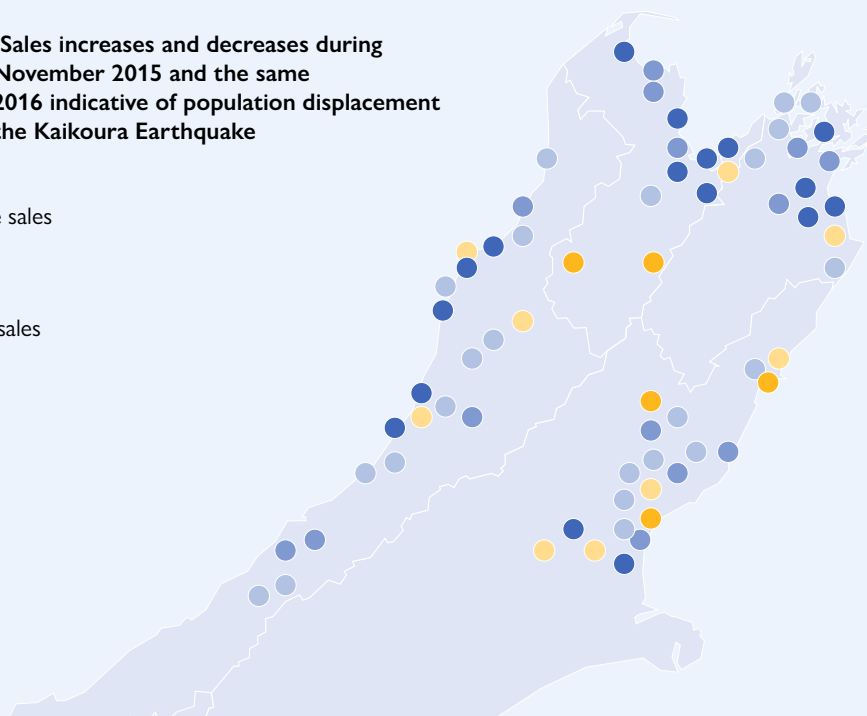 Sales increases and decreases during
November 2015 and the same
2016 indicative of population displacement
the Kaikoura Earthquake
sales
sales